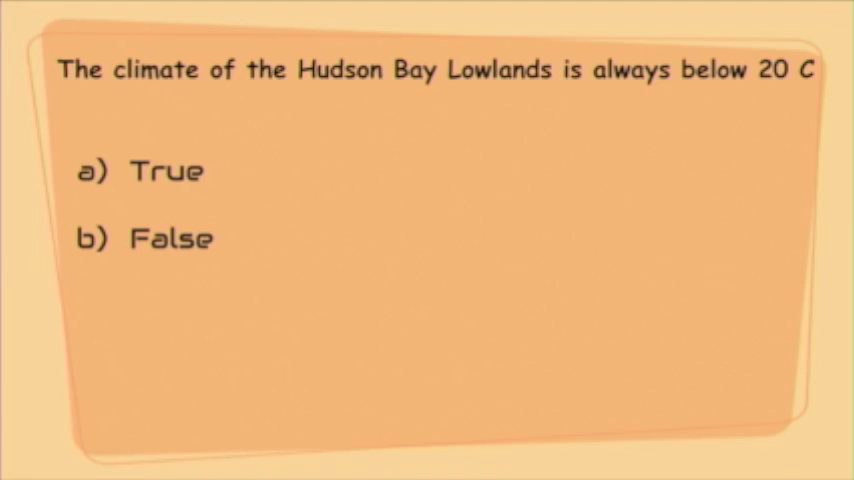 The climate of the Hudson Bay Lowlands is always below 20 C
a) True
b) False